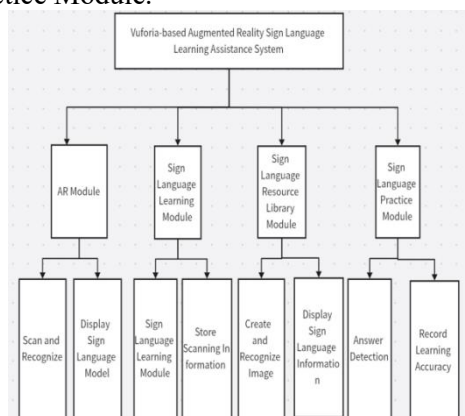 ctice Module.
Vuforia-based Augmented Reality Sign Language
Learning Assistance System
AR Module
Sign
Language
Learning
Module
Sign
Language
Resource
Library
Module
Sign
Language
Practice
Module
Scan and
Recognize
Display
Sign
Language
Model
Sign
Language
Learning
Module
Store
Scanning In
formation
Create
and
Recognize
Image
Display
Sign
Language
Informatio
n
Answer
Detection
Record
Learning
Accuracy